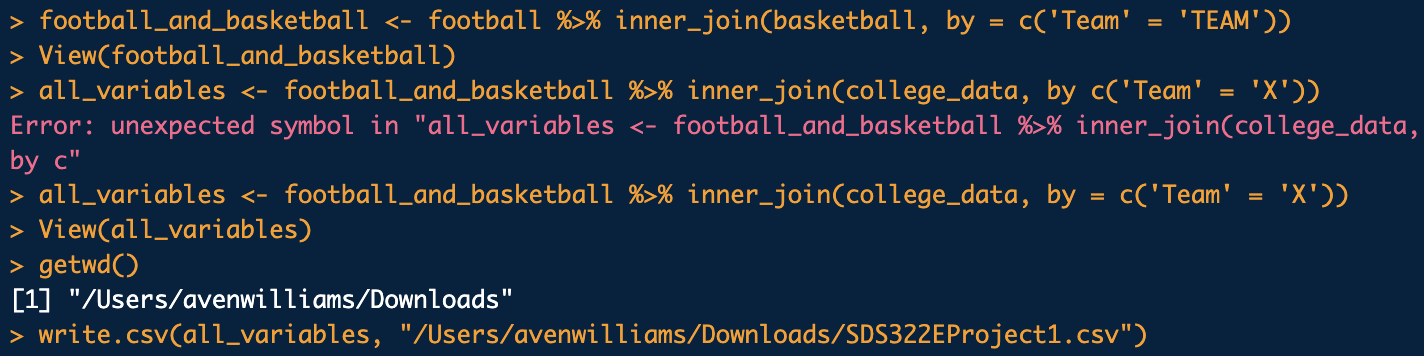 > football_and_basketball <- football %>% inner_join(basketball, by = c('Team' = 'TEAM'))
> View(football_and_basketball)
> all_variables <- football_and_basketball %>% inner_join(college_data, by c('Team' = 'X'))
Error: unexpected symbol in "all_variables <- football_and_basketball %>% inner_join(college_data,
by c"
> all_variables <- football_and_basketball %>% inner_join(college_data, by = c('Team' = 'X'))
> View(all_variables)
> getwd()
[1] "/Users/avenwilliams/Downloads"
> write.csv(all_variables, "/Users/avenwilliams/Downloads/SDS322EProject1.csv")